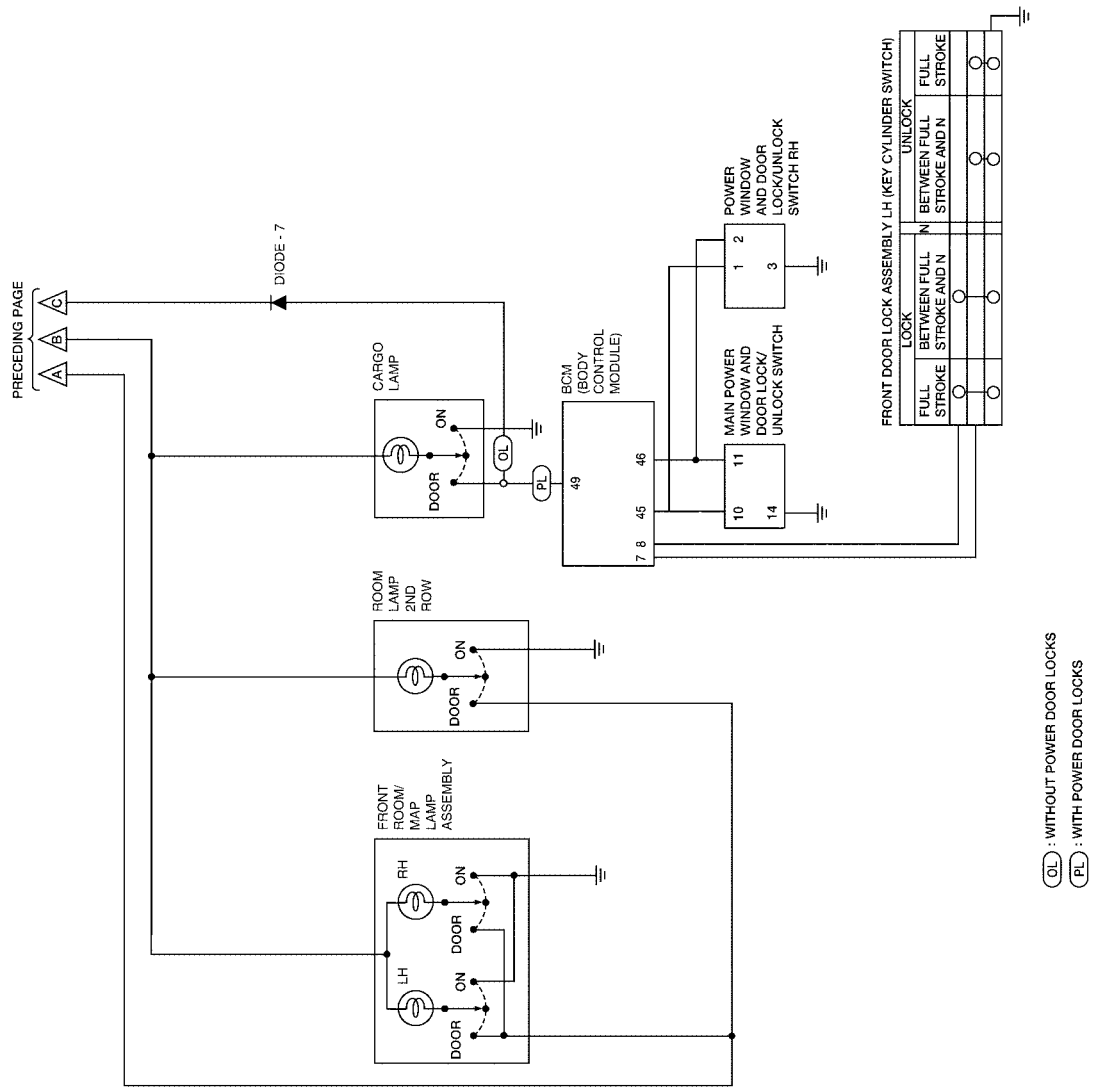 PRECEDING PAGE
A
B
C
DIODE - 7
FRONT
ROOM/
MAP
LAMP
ASSEMBLY
LH
RH
DOOR
ON
DOOR
ON
ROOM
LAMP
2ND
ROW
DOOR
ON
CARGO
LAMP
DOOR
ON
OL
PL
BCM
(BODY
CONTROL
MODULE)
49
7
8
45
46
MAIN POWER
WINDOW AND
DOOR LOCK/
UNLOCK SWITCH
10
11
14
POWER
WINDOW
AND DOOR
LOCK/UNLOCK
SWITCH RH
1
2
3
FRONT DOOR LOCK ASSEMBLY LH (KEY CYLINDER SWITCH)
LOCK
N
UNLOCK
FULL
STROKE
BETWEEN FULL
STROKE AND N
BETWEEN FULL
STROKE AND N
FULL
STROKE
OL : WITHOUT POWER DOOR LOCKS
PL : WITH POWER DOOR LOCKS